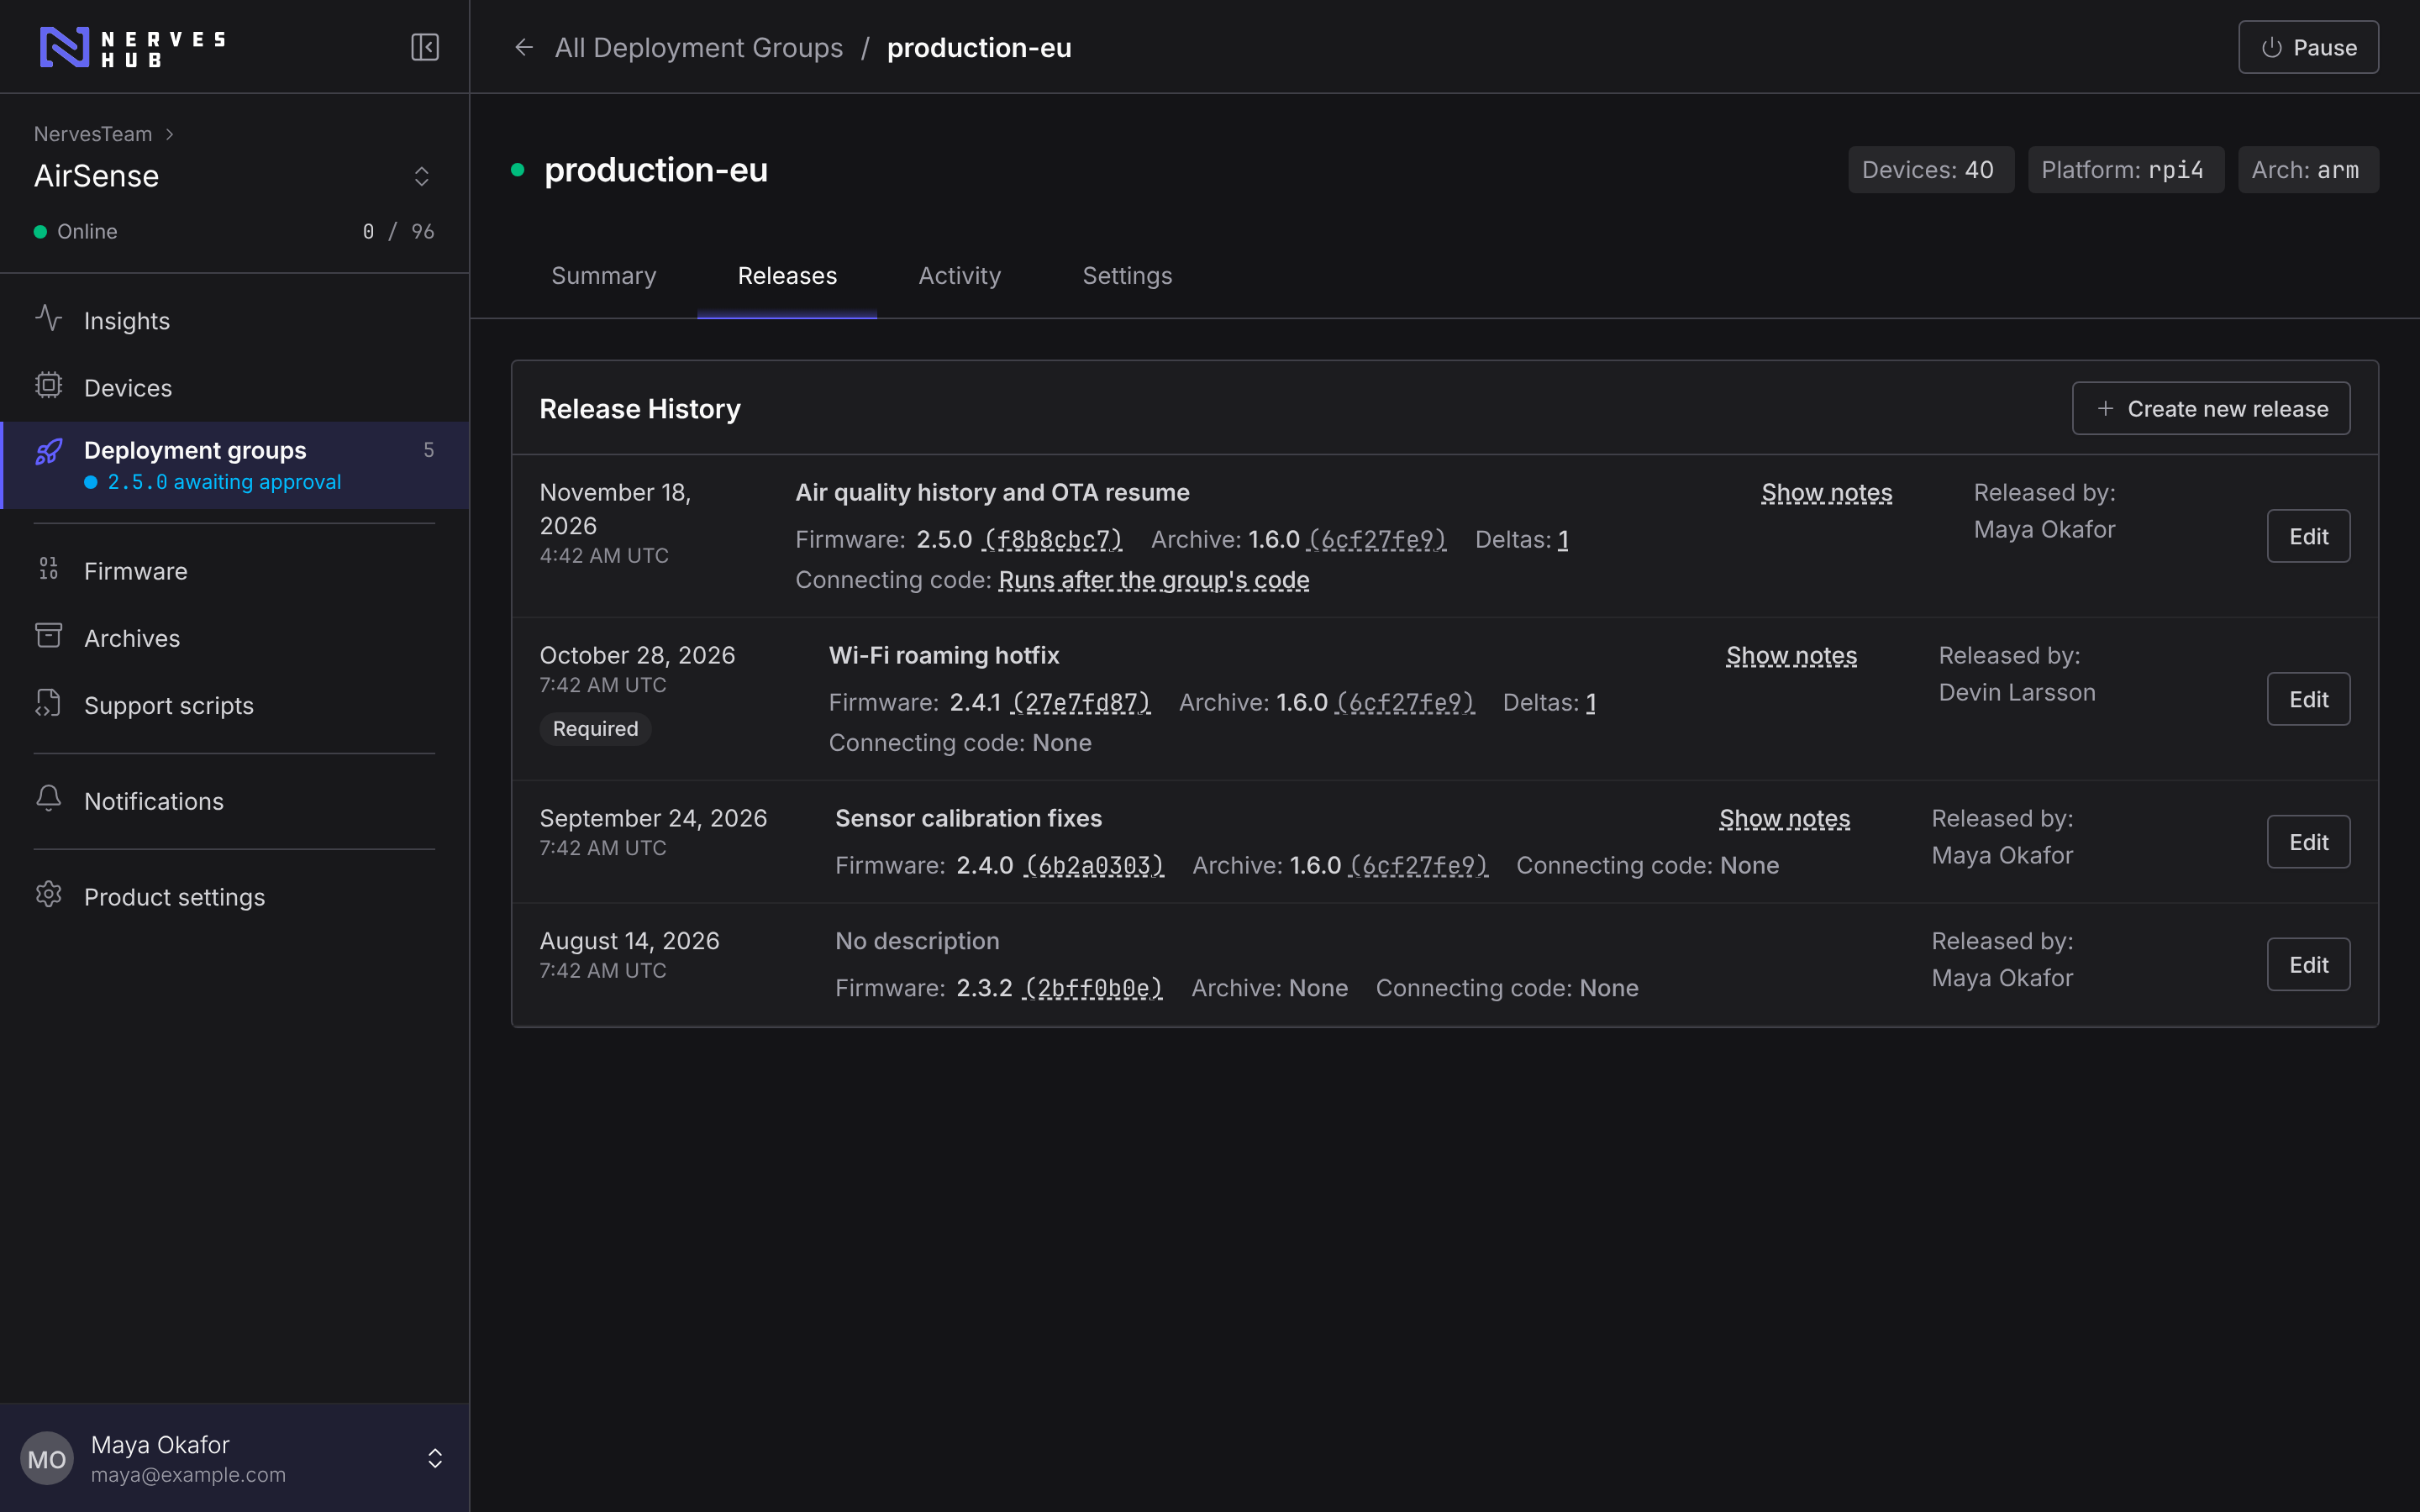 NERVES
HUB
NervesTeam
AirSense
Online 0 / 96
Insights
Devices
Deployment groups 5
2.5.0 awaiting approval
Firmware
Archives
Support scripts
Notifications
Product settings
MO
Maya Okafor
maya@example.com
All Deployment Groups / production-eu
Pause
production-eu
Devices: 40 Platform: rpi4 Arch: arm
Summary Releases Activity Settings
Release History
+ Create new release
November 18,
2026
4:42 AM UTC
Air quality history and OTA resume
Show notes
Firmware: 2.5.0 (f8b8cbc7) Archive: 1.6.0 (6cf27fe9) Deltas: 1
Connecting code: Runs after the group's code
Released by:
Maya Okafor
Edit
October 28, 2026
7:42 AM UTC
Required
Wi-Fi roaming hotfix
Show notes
Firmware: 2.4.1 (27e7fd87) Archive: 1.6.0 (6cf27fe9) Deltas: 1
Connecting code: None
Released by:
Devin Larsson
Edit
September 24, 2026
7:42 AM UTC
Sensor calibration fixes
Show notes
Firmware: 2.4.0 (6b2a0303) Archive: 1.6.0 (6cf27fe9) Connecting code: None
Released by:
Maya Okafor
Edit
August 14, 2026
7:42 AM UTC
No description
Firmware: 2.3.2 (2bff0b0e) Archive: None Connecting code: None
Released by:
Maya Okafor
Edit